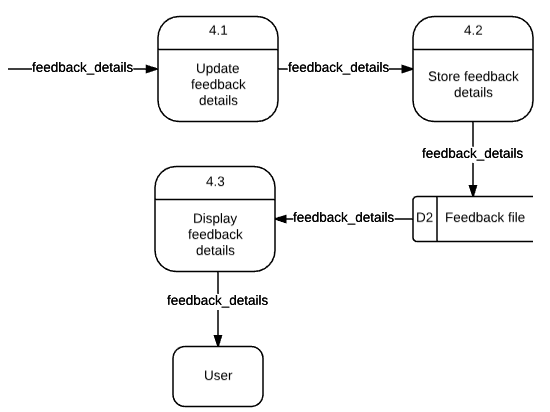 4.1
4.2
feedback_details
Update
feedback
details
feedback_details
Store feedback
details
feedback_details
4.3
Display
feedback
details
feedback_details
D2
Feedback file
feedback_details
User